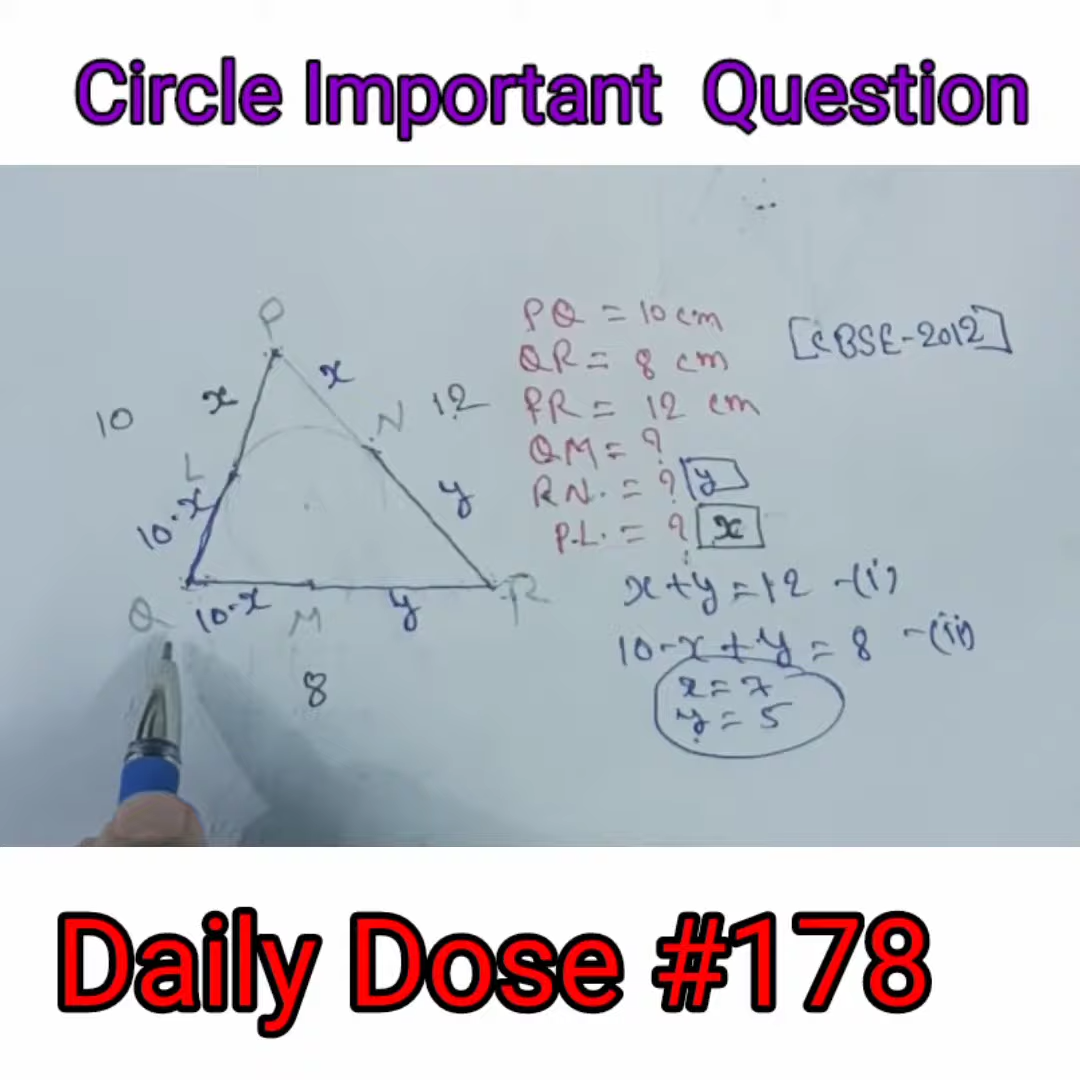 Circle Important Question
P
x
x
10
12
N
L
10-x
y
Q
10-x
M
y
R
8
PQ = 10 cm
QR = 8 cm
PR = 12 cm
QM = ?
RN. = ? y
P.L. = ? x
[CBSE-2012]
x+y=12 -(i)
10-x+y = 8 -(ii)
x = 7
y = 5
Daily Dose #178